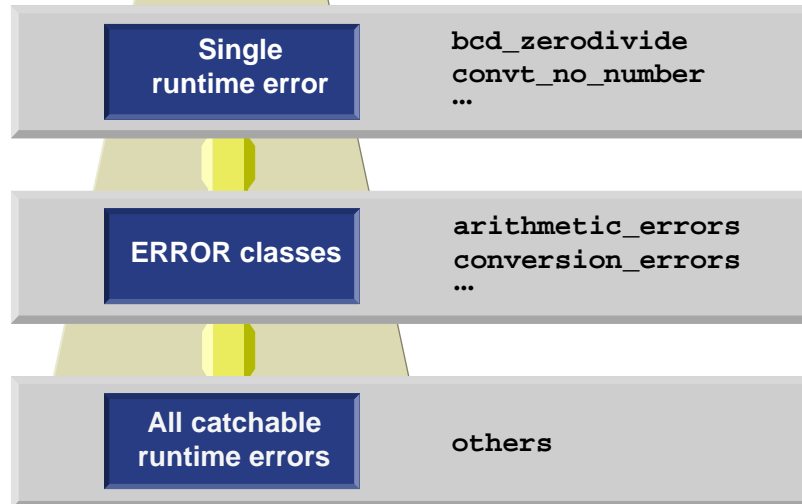 Single
runtime error
bcd_zerodivide
convt_no_number
…
ERROR classes
arithmetic_errors
conversion_errors
…
All catchable
runtime errors
others